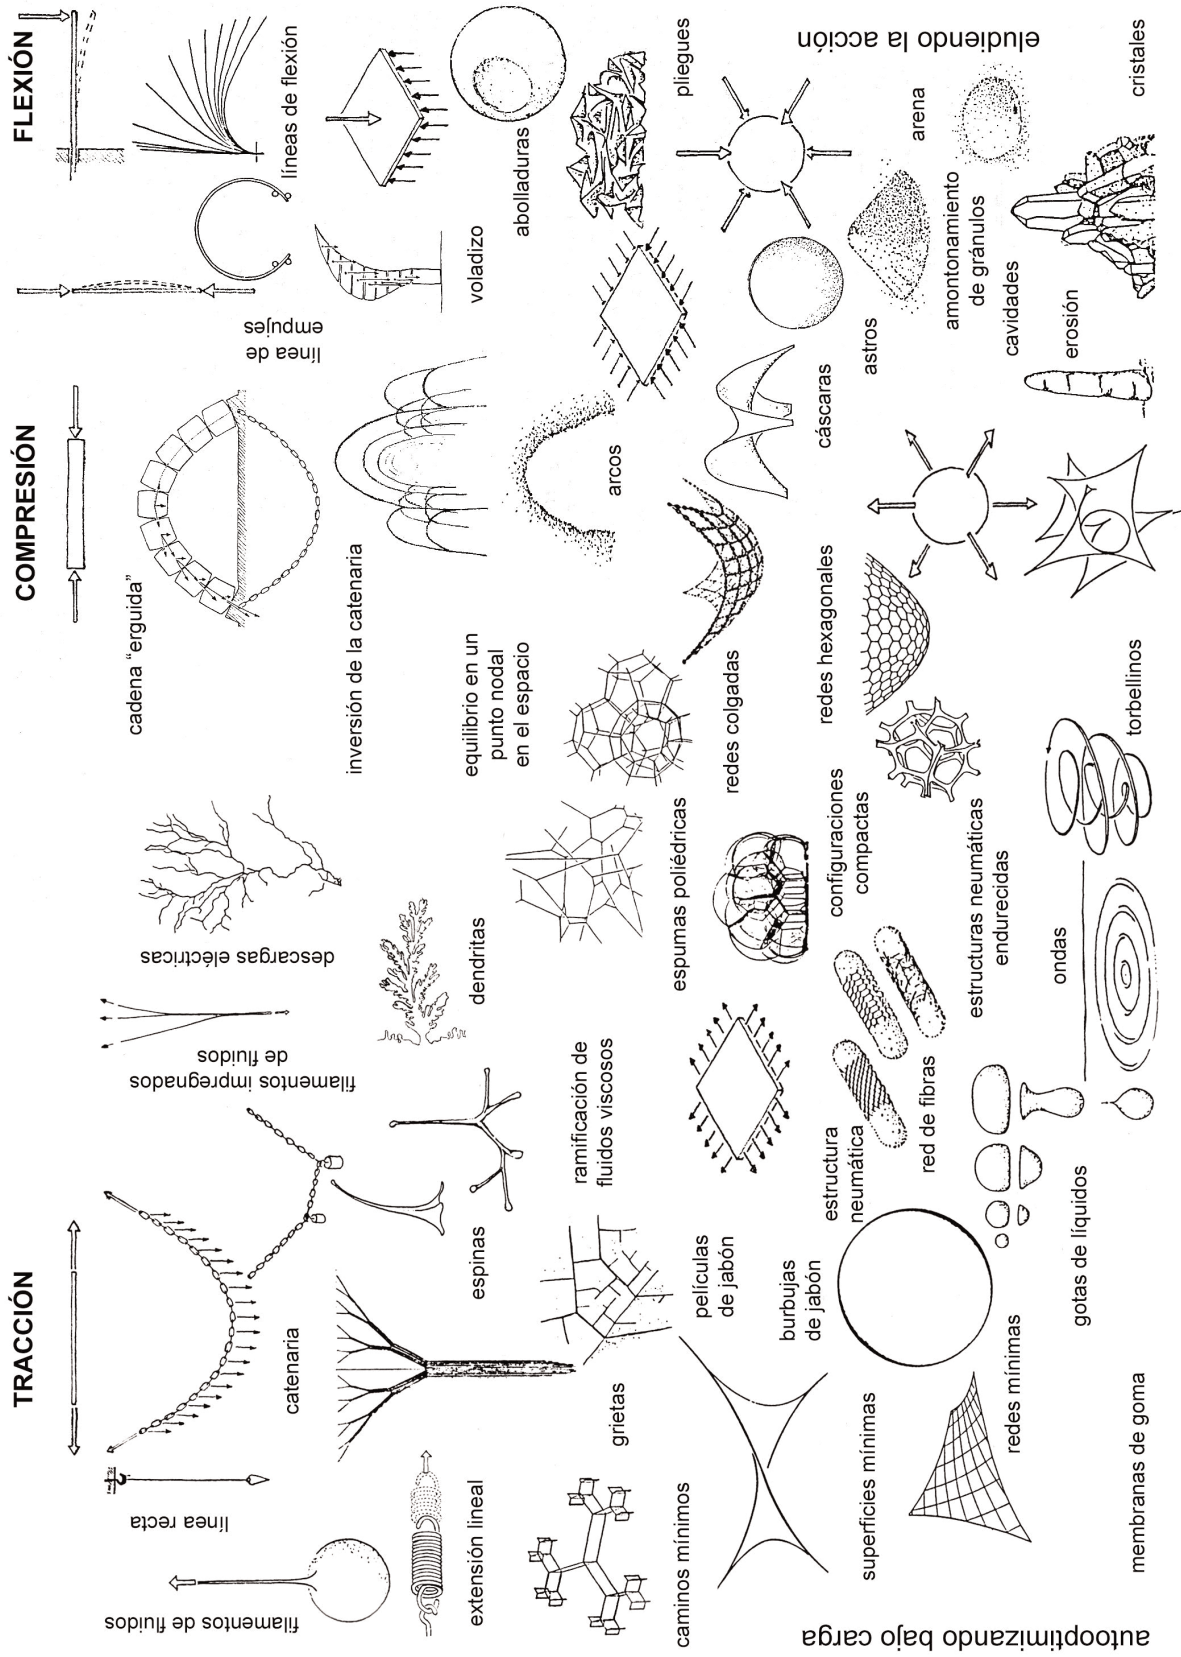 TRACCIÓN
COMPRESIÓN
FLEXIÓN
filamentos de fluidos
línea recta
catenaria
filamentos impregnados
de fluidos
descargas eléctricas
cadena “erguida”
línea de
empujes
líneas de flexión
extensión lineal
espinas
dendritas
inversión de la catenaria
voladizo
abolladuras
caminos mínimos
grietas
ramificación de
fluidos viscosos
espumas poliédricas
equilibrio en un
punto nodal
en el espacio
arcos
pliegues
superficies mínimas
películas
de jabón
burbujas
de jabón
estructura
neumática
red de fibras
configuraciones
compactas
redes colgadas
redes hexagonales
cáscaras
astros
arena
amontonamiento
de gránulos
cavidades
erosión
cristales
redes mínimas
gotas de líquidos
estructuras neumáticas
endurecidas
ondas
torbellinos
membranas de goma
autooptimizando bajo carga
eludiendo la acción